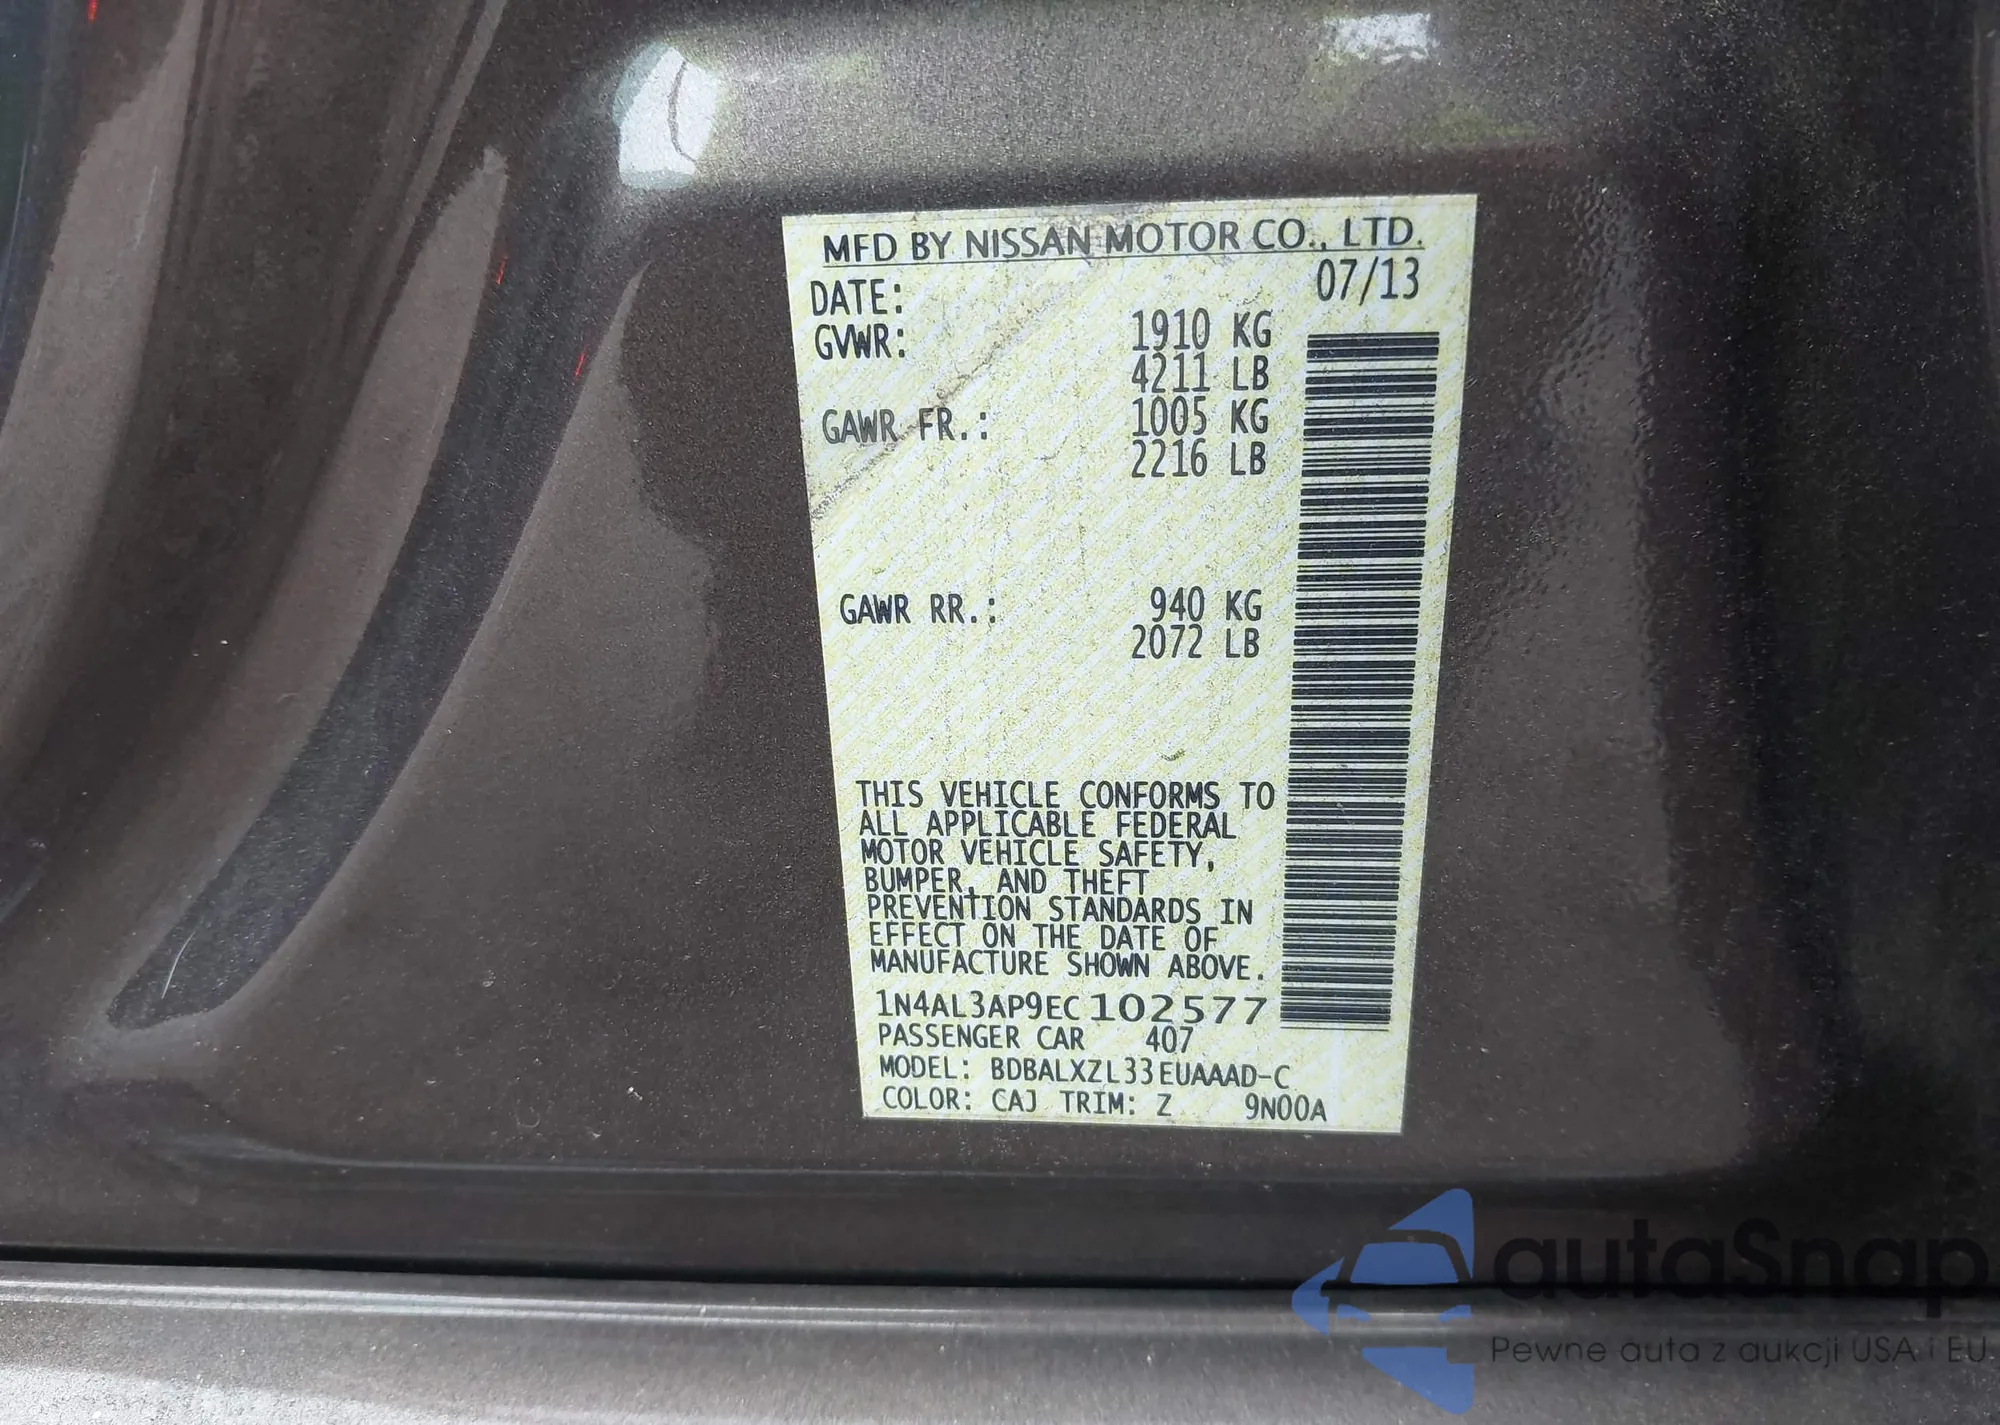 MFD BY NISSAN MOTOR CO., LTD.
DATE: 07/13
GVWR: 1910 KG
4211 LB
GAWR FR.: 1005 KG
2216 LB
GAWR RR.: 940 KG
2072 LB
THIS VEHICLE CONFORMS TO
ALL APPLICABLE FEDERAL
MOTOR VEHICLE SAFETY,
BUMPER, AND THEFT
PREVENTION STANDARDS IN
EFFECT ON THE DATE OF
MANUFACTURE SHOWN ABOVE.
1N4AL3AP9EC102577
PASSENGER CAR 407
MODEL: BDBALXZL33EUAAAD-C
COLOR: CAJ TRIM: Z 9N00A
autaSnap
Pewne auta z aukcji USA i EU